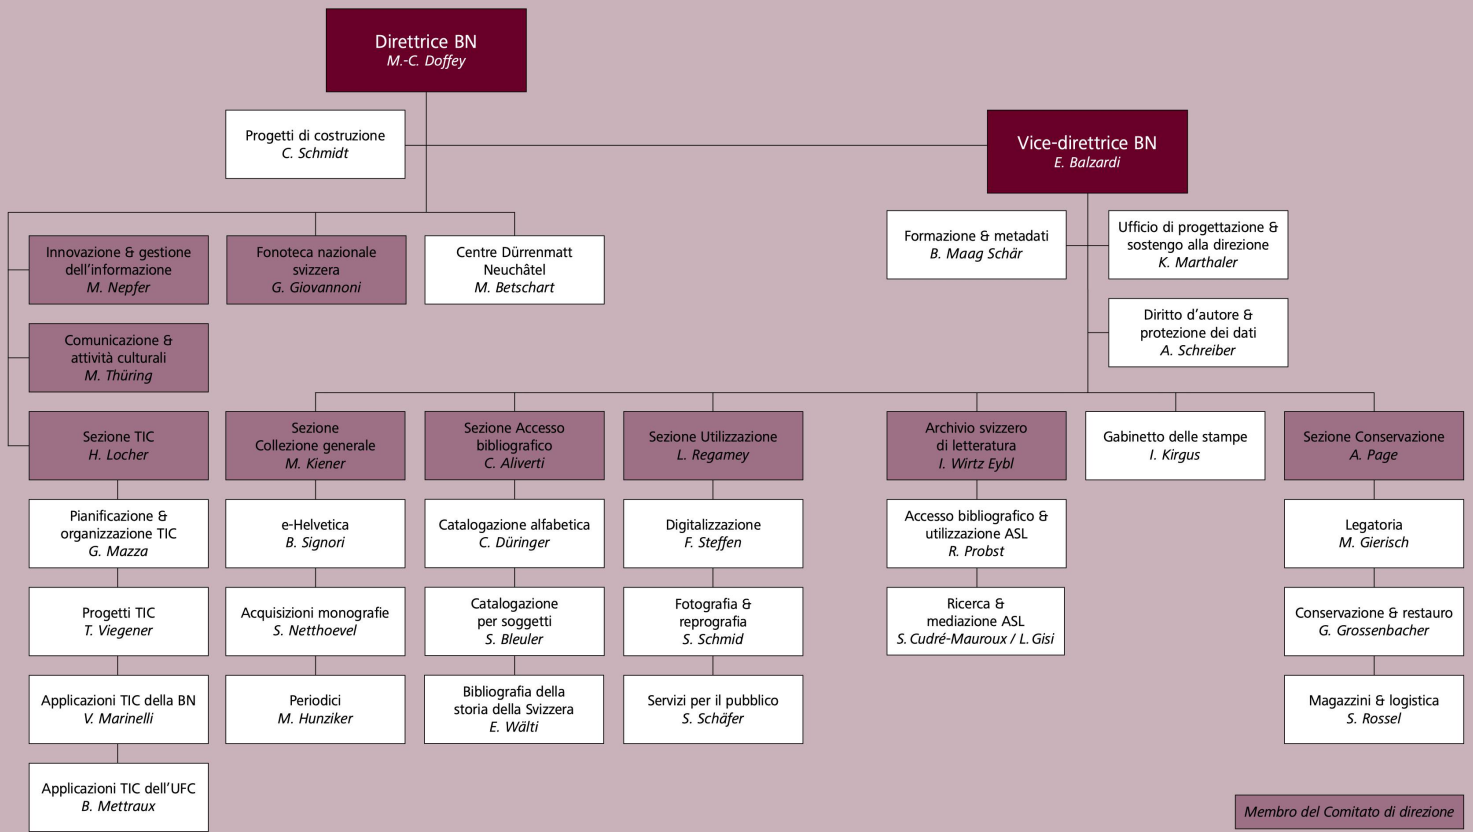 Direttrice BN
M.-C. Doffey
Progetti di costruzione
C. Schmidt
Vice-direttrice BN
E. Balzardi
Innovazione & gestione
dell'informazione
M. Nepfer
Fonoteca nazionale
svizzera
G. Giovannoni
Centre Dürrenmatt
Neuchâtel
M. Betschart
Formazione & metadati
B. Maag Schär
Ufficio di progettazione &
sostengo alla direzione
K. Marthaler
Comunicazione &
attività culturali
M. Thüring
Diritto d'autore &
protezione dei dati
A. Schreiber
Sezione TIC
H. Locher
Sezione
Collezione generale
M. Kiener
Sezione Accesso
bibliografico
C. Aliverti
Sezione Utilizzazione
L. Regamey
Archivio svizzero
di letteratura
I. Wirtz Eybl
Gabinetto delle stampe
I. Kirgus
Sezione Conservazione
A. Page
Pianificazione &
organizzazione TIC
G. Mazza
e-Helvetica
B. Signori
Catalogazione alfabetica
C. Düringer
Digitalizzazione
F. Steffen
Accesso bibliografico &
utilizzazione ASL
R. Probst
Legatoria
M. Gierisch
Progetti TIC
T. Viegener
Acquisizioni monografie
S. Netthoevel
Catalogazione
per soggetti
S. Bleuler
Fotografia &
reprografia
S. Schmid
Ricerca &
mediazione ASL
S. Cudré-Mauroux / L. Gisi
Conservazione & restauro
G. Grossenbacher
Applicazioni TIC della BN
V. Marinelli
Periodici
M. Hunziker
Bibliografia della
storia della Svizzera
E. Wälti
Servizi per il pubblico
S. Schäfer
Magazzini & logistica
S. Rossel
Applicazioni TIC dell'UFC
B. Mettraux
Membro del Comitato di direzione